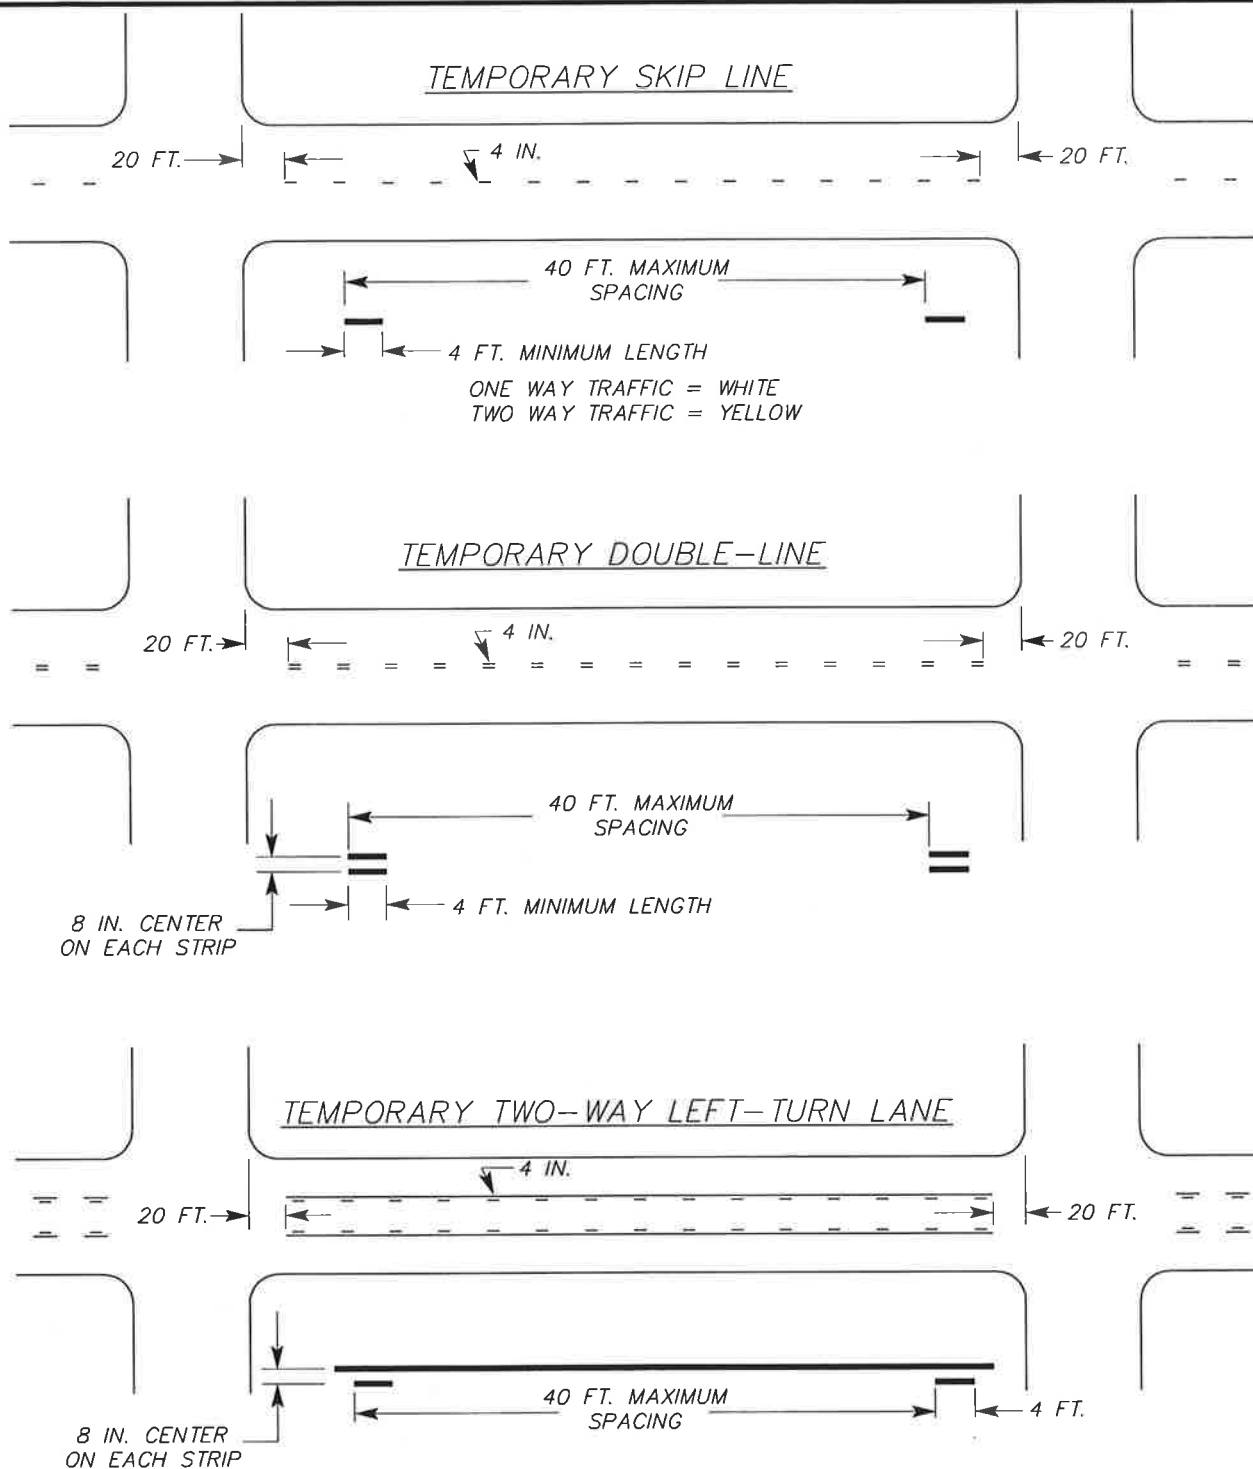 TEMPORARY SKIP LINE
20 FT.
4 IN.
20 FT.
40 FT. MAXIMUM
SPACING
4 FT. MINIMUM LENGTH
ONE WAY TRAFFIC = WHITE
TWO WAY TRAFFIC = YELLOW
TEMPORARY DOUBLE-LINE
20 FT.
4 IN.
20 FT.
40 FT. MAXIMUM
SPACING
4 FT. MINIMUM LENGTH
8 IN. CENTER
ON EACH STRIP
TEMPORARY TWO-WAY LEFT-TURN LANE
4 IN.
20 FT.
20 FT.
40 FT. MAXIMUM
SPACING
4 FT.
8 IN. CENTER
ON EACH STRIP